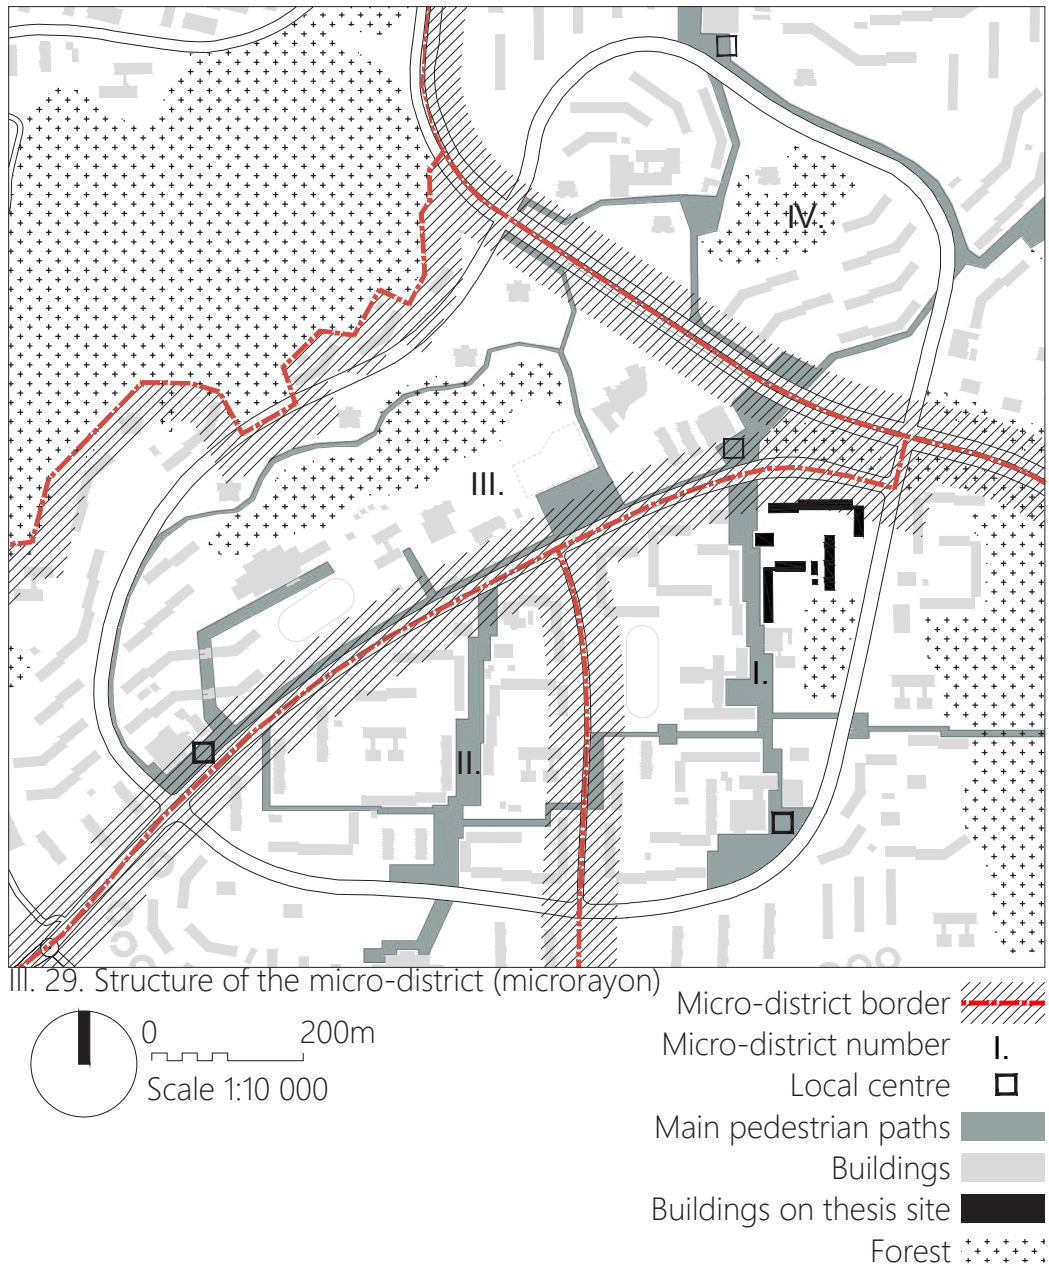 IV.
III.
I.
II.
Ill. 29. Structure of the micro-district (microrayon)
0 200m
Scale 1:10 000
Micro-district border
Micro-district number I.
Local centre
Main pedestrian paths
Buildings
Buildings on thesis site
Forest